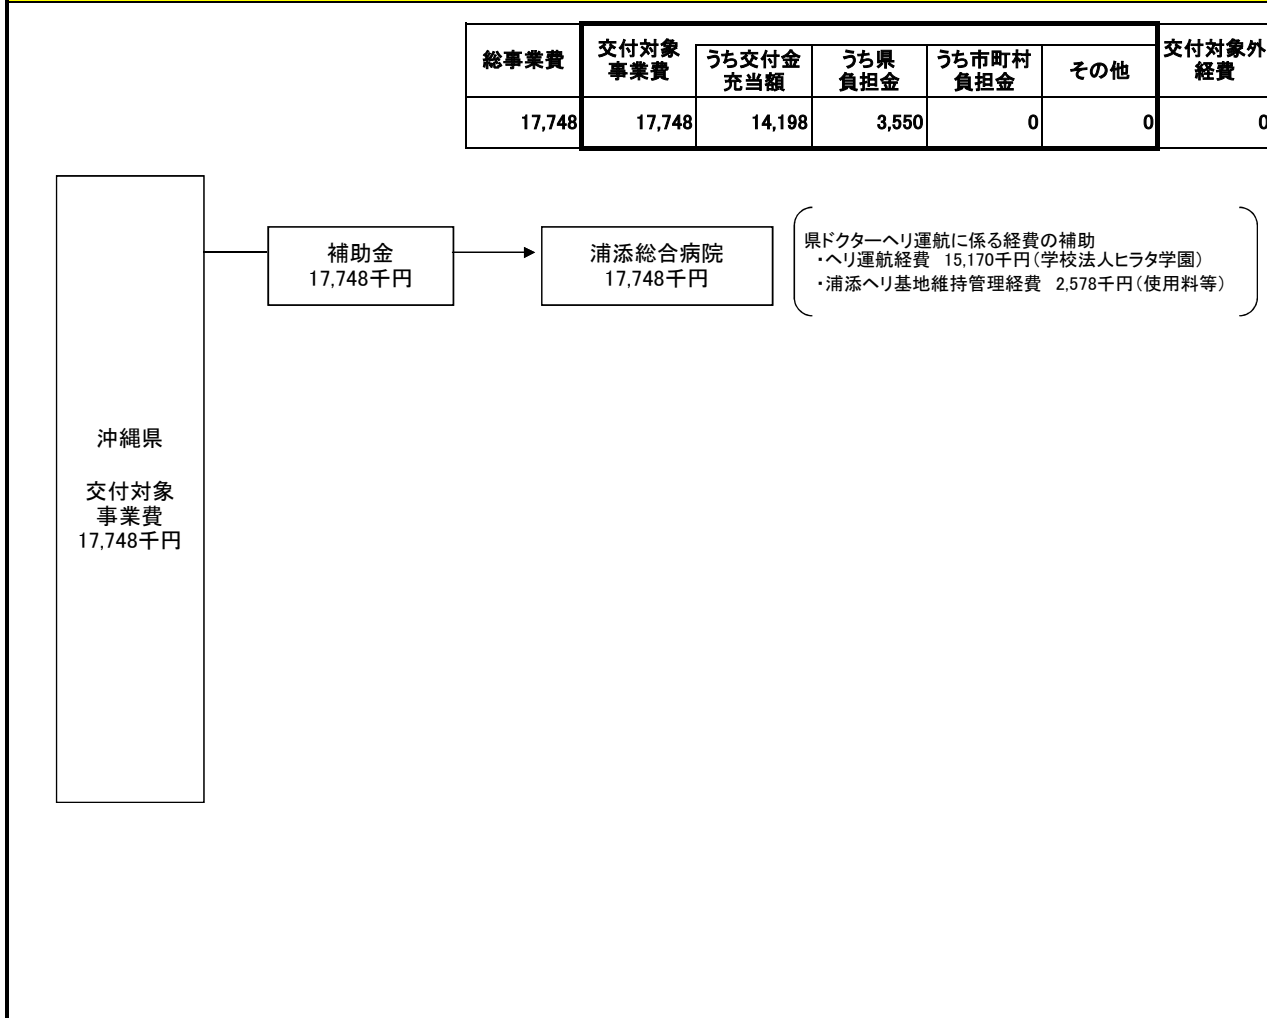 総事業費
交付対象
事業費
うち交付金
充当額
うち県
負担金
うち市町村
負担金
その他
交付対象外
経費
17,748 17,748 14,198 3,550 0 0 0
補助金
17,748千円
浦添総合病院
17,748千円
県ドクターヘリ運航に係る経費の補助
・ヘリ運航経費 15,170千円(学校法人ヒラタ学園)
・浦添ヘリ基地維持管理経費 2,578千円(使用料等)
沖縄県
交付対象
事業費
17,748千円